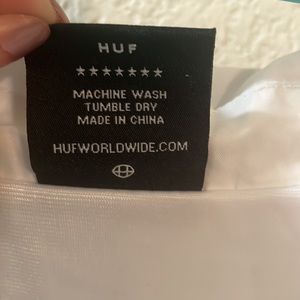 HUF
★★★★★★★
MACHINE WASH
TUMBLE DRY
MADE IN CHINA
HUFWORLDWIDE.COM